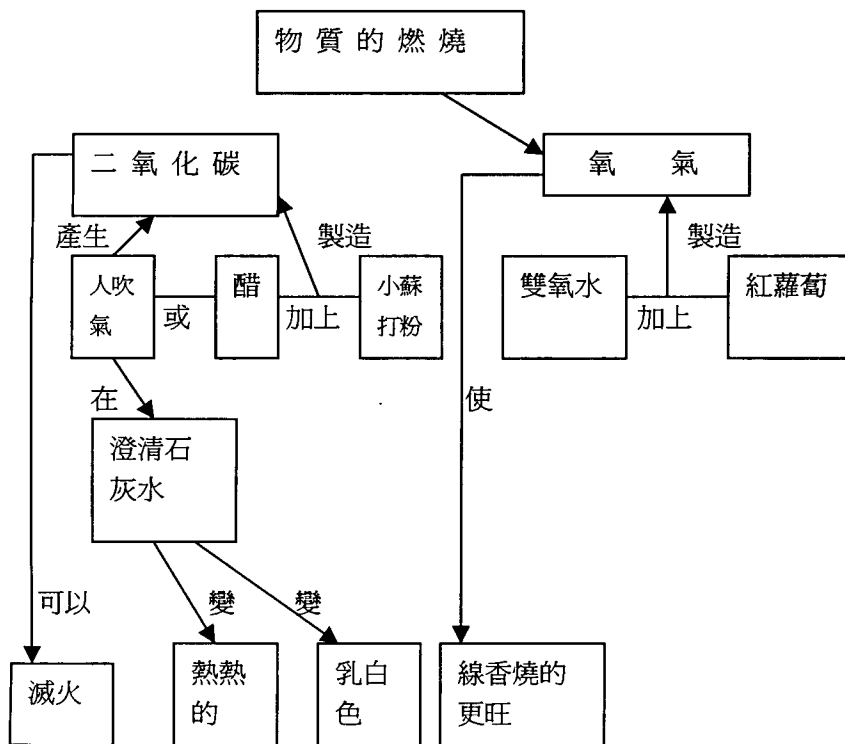 物質的燃燒
二氧化碳
氧氣
產生
製造
製造
人吹
氣
或
醋
加上
小蘇
打粉
雙氧水
加上
紅蘿蔔
在
使
澄清石
灰水
可以
變
變
滅火
熱熱
的
乳白
色
線香燒的
更旺